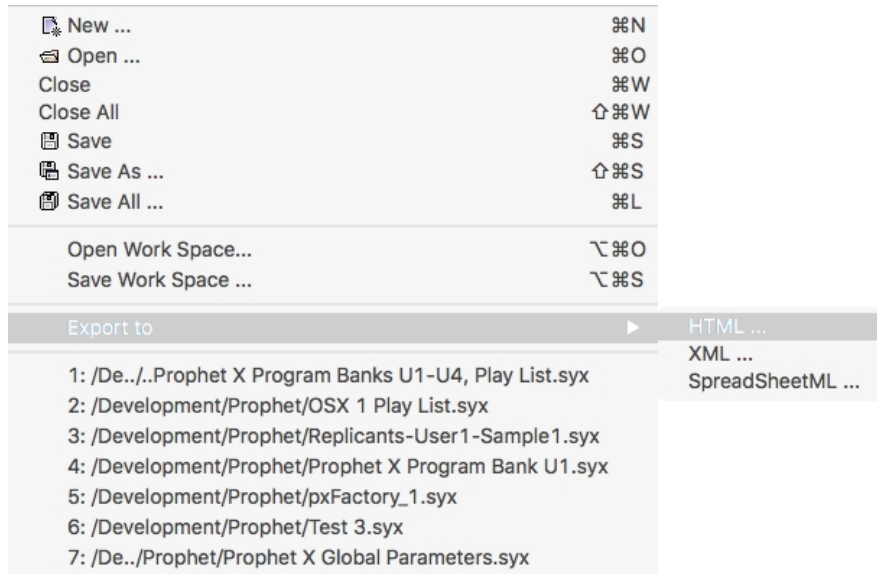 New ... ⌘N
Open ... ⌘O
Close ⌘W
Close All ⇧⌘W
Save ⌘S
Save As ... ⇧⌘S
Save All ... ⌘L
Open Work Space... ⌥⌘O
Save Work Space ... ⌥⌘S
Export to ▶ HTML ...
XML ...
SpreadSheetML ...
1: /De../..Prophet X Program Banks U1-U4, Play List.syx
2: /Development/Prophet/OSX 1 Play List.syx
3: /Development/Prophet/Replicants-User1-Sample1.syx
4: /Development/Prophet/Prophet X Program Bank U1.syx
5: /Development/Prophet/pxFactory_1.syx
6: /Development/Prophet/Test 3.syx
7: /De../Prophet/Prophet X Global Parameters.syx